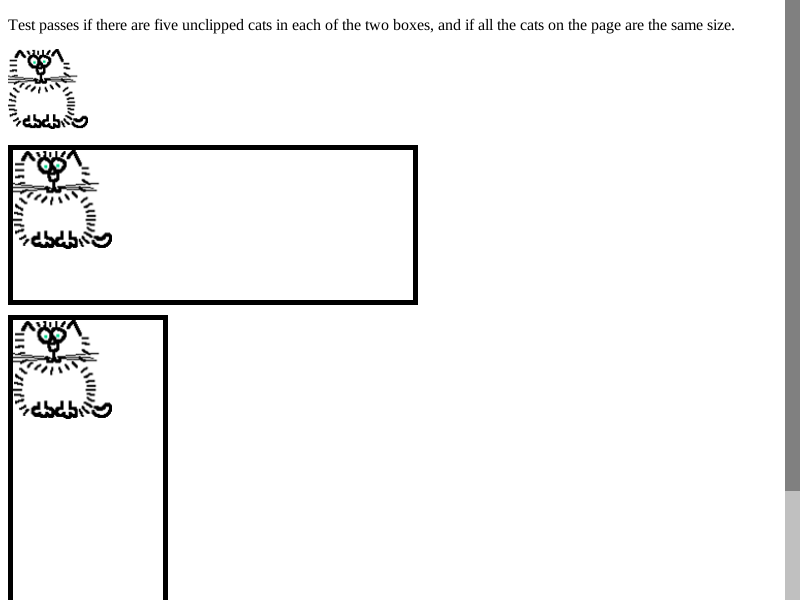 Test passes if there are five unclipped cats in each of the two boxes, and if all the cats on the page are the same size.